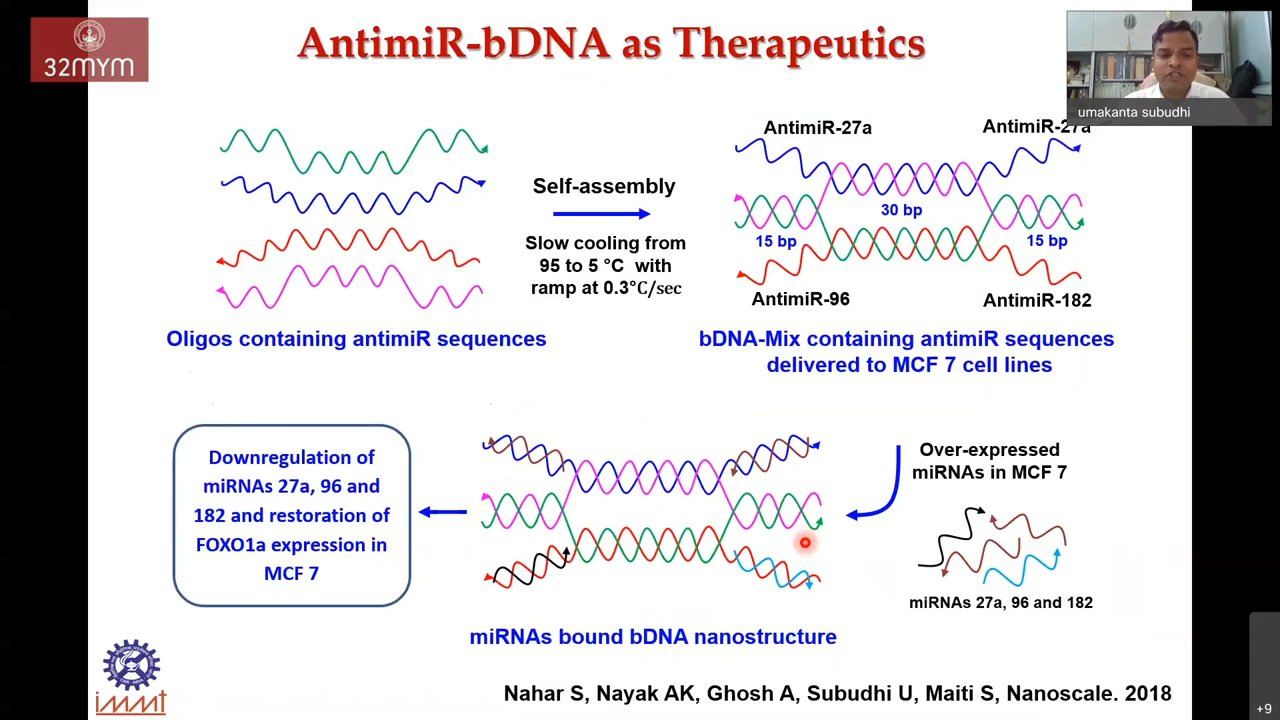 AntimiR-bDNA as Therapeutics
32мүм
umakanta subudhi
AntimiR-27a
AntimiR-27a
Self-assembly
Slow cooling from
95 to 5 °C with
ramp at 0.3°C/sec
30 bp
15 bp
15 bp
AntimiR-96
AntimiR-182
Oligos containing antimiR sequences
bDNA-Mix containing antimiR sequences
delivered to MCF 7 cell lines
Downregulation of
miRNAs 27a, 96 and
182 and restoration of
FOXO1a expression in
MCF 7
Over-expressed
miRNAs in MCF 7
miRNAs 27a, 96 and 182
miRNAs bound bDNA nanostructure
immt
Nahar S, Nayak AK, Ghosh A, Subudhi U, Maiti S, Nanoscale. 2018
+9